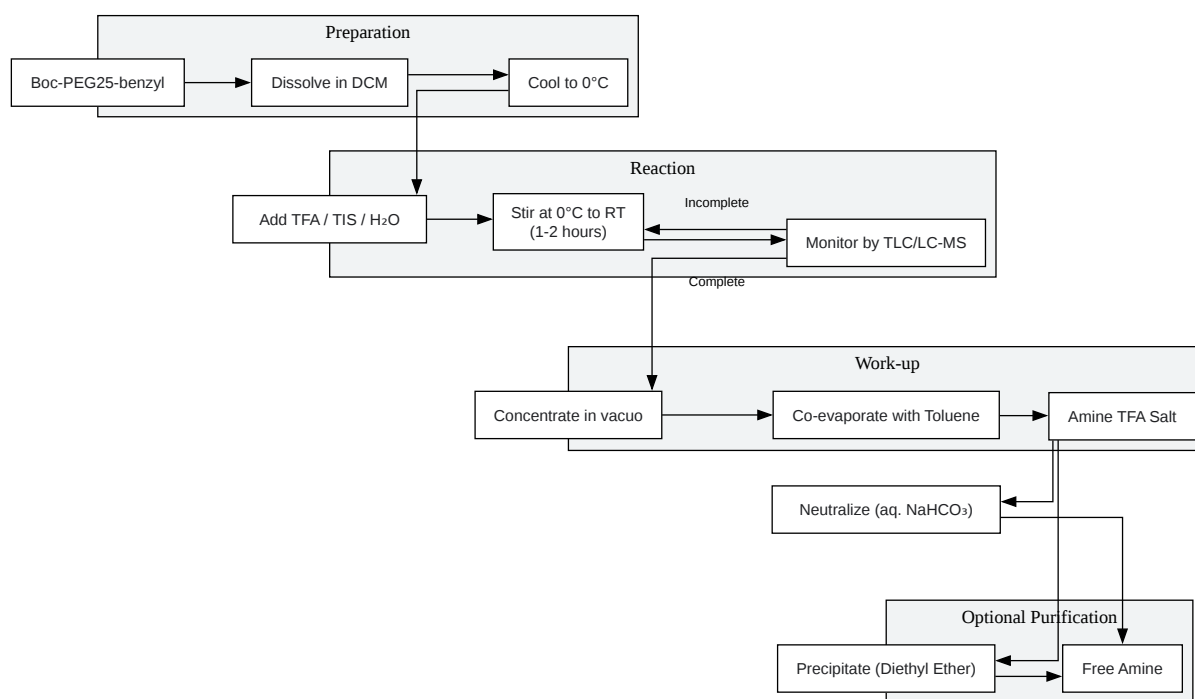 Preparation
Boc-PEG25-benzyl
Dissolve in DCM
Cool to 0°C
Reaction
Add TFA / TIS / H₂O
Stir at 0°C to RT
(1-2 hours)
Incomplete
Monitor by TLC/LC-MS
Complete
Work-up
Concentrate in vacuo
Co-evaporate with Toluene
Amine TFA Salt
Neutralize (aq. NaHCO₃)
Optional Purification
Precipitate (Diethyl Ether)
Free Amine